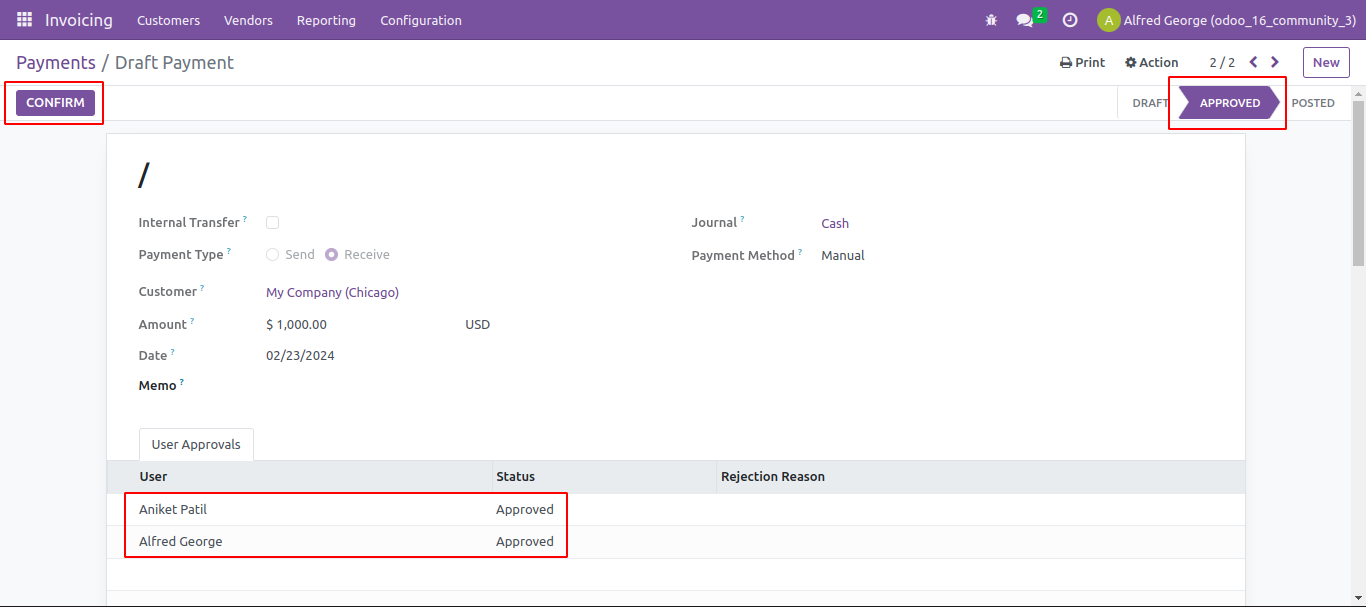 Invoicing Customers Vendors Reporting Configuration 2 A Alfred George (odoo_16_community_3)
Payments / Draft Payment Print Action 2 / 2 New
CONFIRM DRAFT APPROVED POSTED
/
Internal Transfer ? Journal ? Cash
Payment Type ? Send Receive Payment Method ? Manual
Customer ? My Company (Chicago)
Amount ? $ 1,000.00 USD
Date ? 02/23/2024
Memo ?
User Approvals
User Status Rejection Reason
Aniket Patil Approved
Alfred George Approved